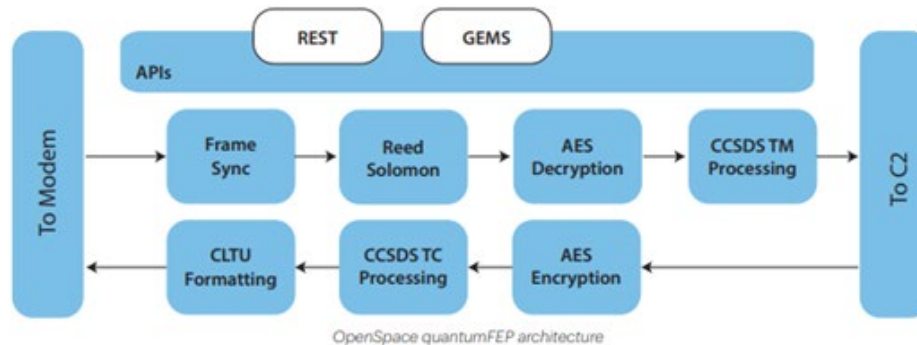 REST
GEMS
APIs
To Modem
Frame
Sync
Reed
Solomon
AES
Decryption
CCSDS TM
Processing
To C2
CLTU
Formatting
CCSDS TC
Processing
AES
Encryption
OpenSpace quantumFEP architecture